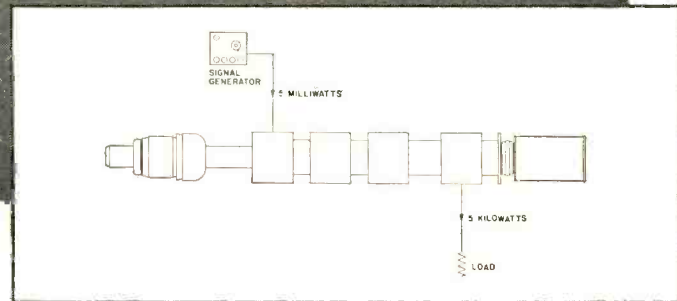 SIGNAL
GENERATOR
5 MILLIWATTS
5 KILOWATTS
LOAD